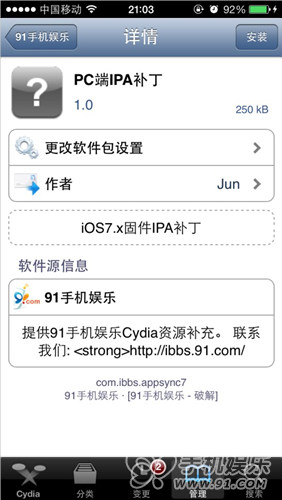 中国移动
21:03
92%
91手机娱乐
详情
安装
PC端IPA补丁
1.0
250 kB
更改软件包设置
作者
Jun
iOS7.x固件IPA补丁
软件源信息
91.com
91手机娱乐
提供91手机娱乐Cydia资源补充。 联系
我们: <strong>http://ibbs.91.com/
com.ibbs.appsync7
91手机娱乐 · [91手机娱乐 - 破解]
手机娱乐
www.91.com
2
Cydia
分类
变更
管理
搜索